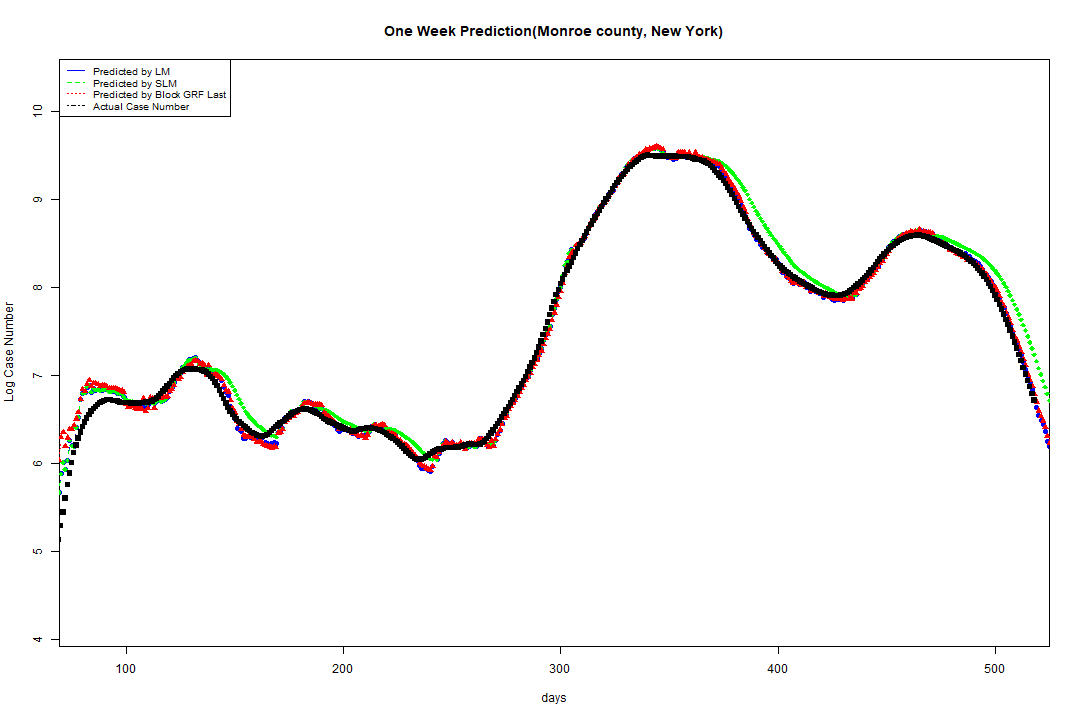 One Week Prediction(Monroe county, New York)
Predicted by LM
Predicted by SLM
Predicted by Block GRF Last
Actual Case Number
10
9
8
7
6
5
4
Log Case Number
100 200 300 400 500
days